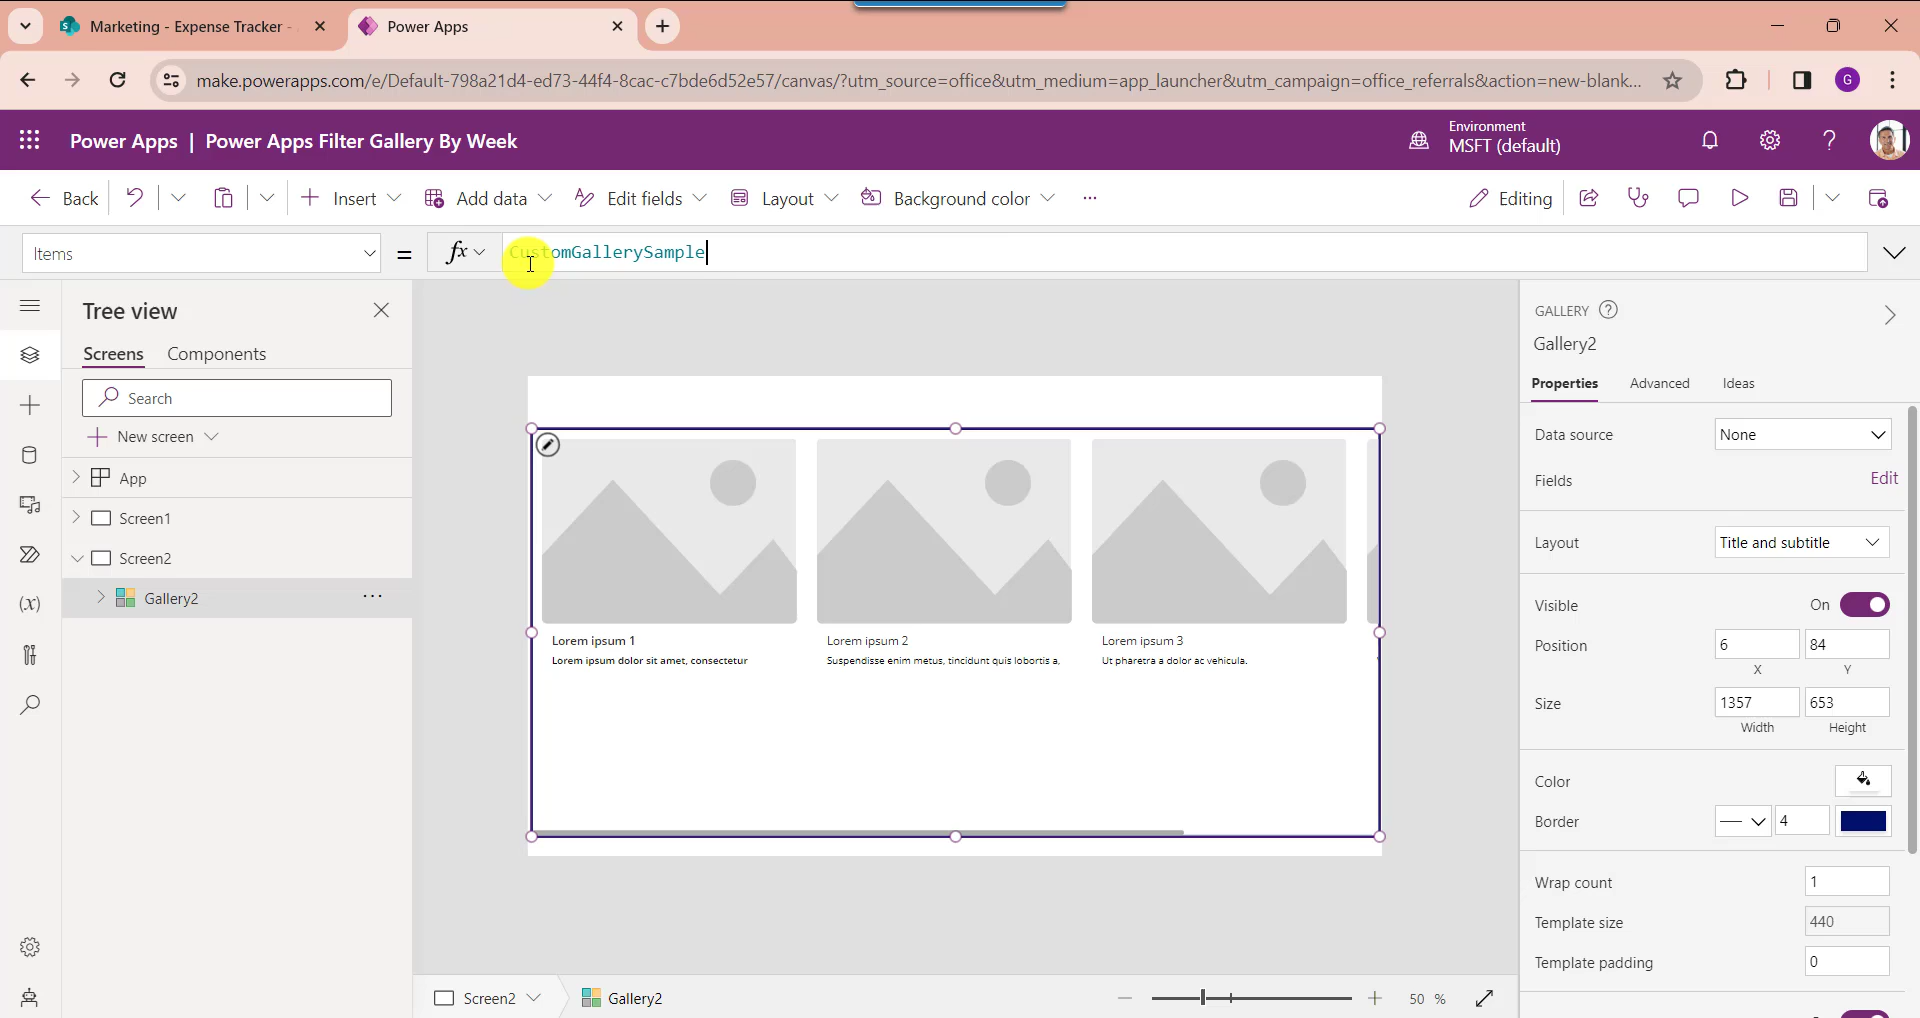 Marketing - Expense Tracker -
Power Apps
make.powerapps.com/e/Default-798a21d4-ed73-44f4-8cac-c7bde6d52e57/canvas/?utm_source=office&utm_medium=app_launcher&utm_campaign=office_referrals&action=new-blank...
G
Power Apps | Power Apps Filter Gallery By Week
Environment
MSFT (default)
Back
Insert
Add data
Edit fields
Layout
Background color
Editing
Items
=
fx
CustomGallerySample
Tree view
Screens
Components
Search
New screen
App
Screen1
Screen2
Gallery2
Lorem ipsum 1
Lorem ipsum dolor sit amet, consectetur
Lorem ipsum 2
Suspendisse enim metus, tincidunt quis lobortis a,
Lorem ipsum 3
Ut pharetra a dolor ac vehicula.
Screen2
Gallery2
50 %
GALLERY
Gallery2
Properties
Advanced
Ideas
Data source
None
Fields
Edit
Layout
Title and subtitle
Visible
On
Position
6
84
X
Y
Size
1357
653
Width
Height
Color
Border
4
Wrap count
1
Template size
440
Template padding
0